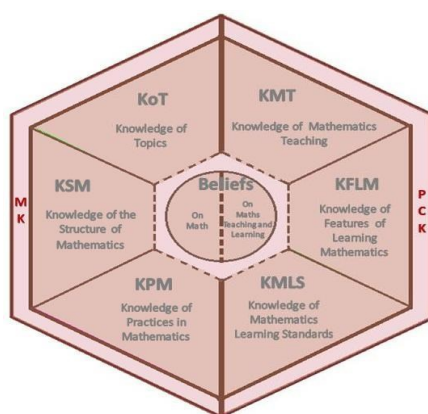 KoT
Knowledge of
Topics
KMT
Knowledge of Mathematics
Teaching
MK
KSM
Knowledge of the
Structure of
Mathematics
Beliefs
On
Math
On
Maths
Teaching and
Learning
KFLM
Knowledge of
Features of
Learning
Mathematics
PCK
KPM
Knowledge of
Practices in
Mathematics
KMLS
Knowledge of
Mathematics
Learning Standards